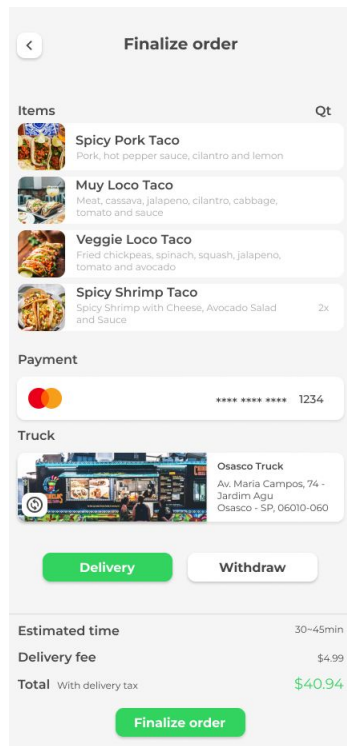 Finalize order
Items Qt
Spicy Pork Taco
Pork, hot pepper sauce, cilantro and lemon
Muy Loco Taco
Meat, cassava, jalapeno, cilantro, cabbage,
tomato and sauce
Veggie Loco Taco
Fried chickpeas, spinach, squash, jalapeno,
tomato and avocado
Spicy Shrimp Taco
Spicy Shrimp with Cheese, Avocado Salad 2x
and Sauce
Payment
**** **** **** 1234
Truck
Osasco Truck
Av. Maria Campos, 74 -
Jardim Agu
Osasco - SP, 06010-060
Delivery Withdraw
Estimated time 30~45min
Delivery fee $4.99
Total With delivery tax $40.94
Finalize order